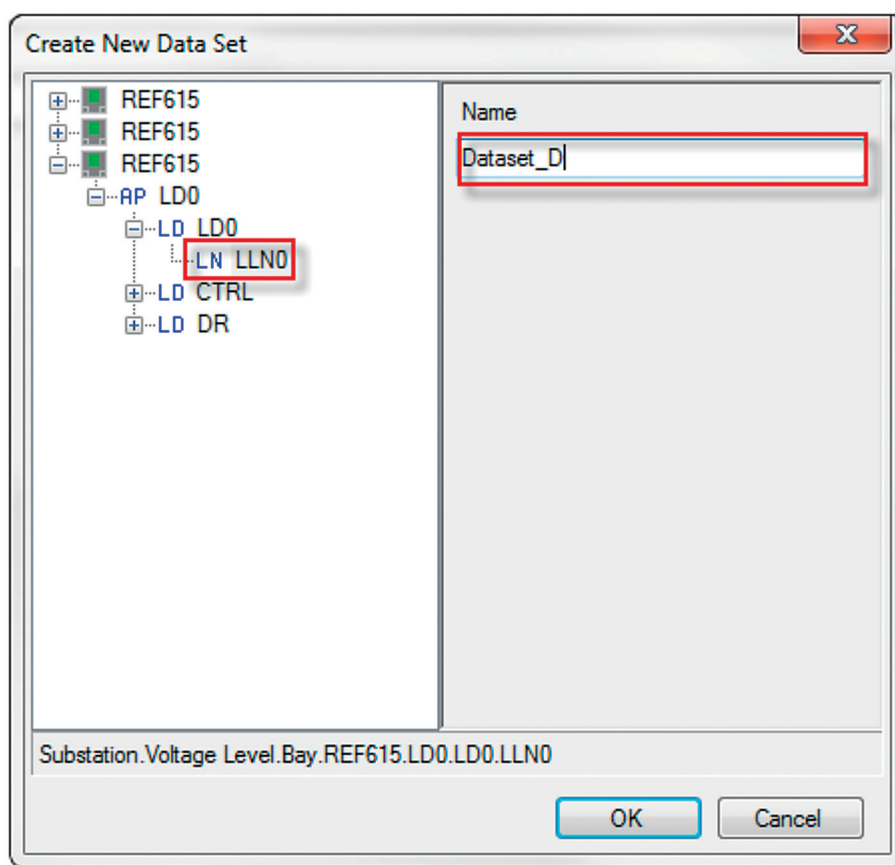 Create New Data Set
REF615
REF615
REF615
AP LD0
LD LD0
LN LLN0
LD CTRL
LD DR
Name
Dataset_D
Substation.Voltage Level.Bay.REF615.LD0.LD0.LLN0
OK Cancel